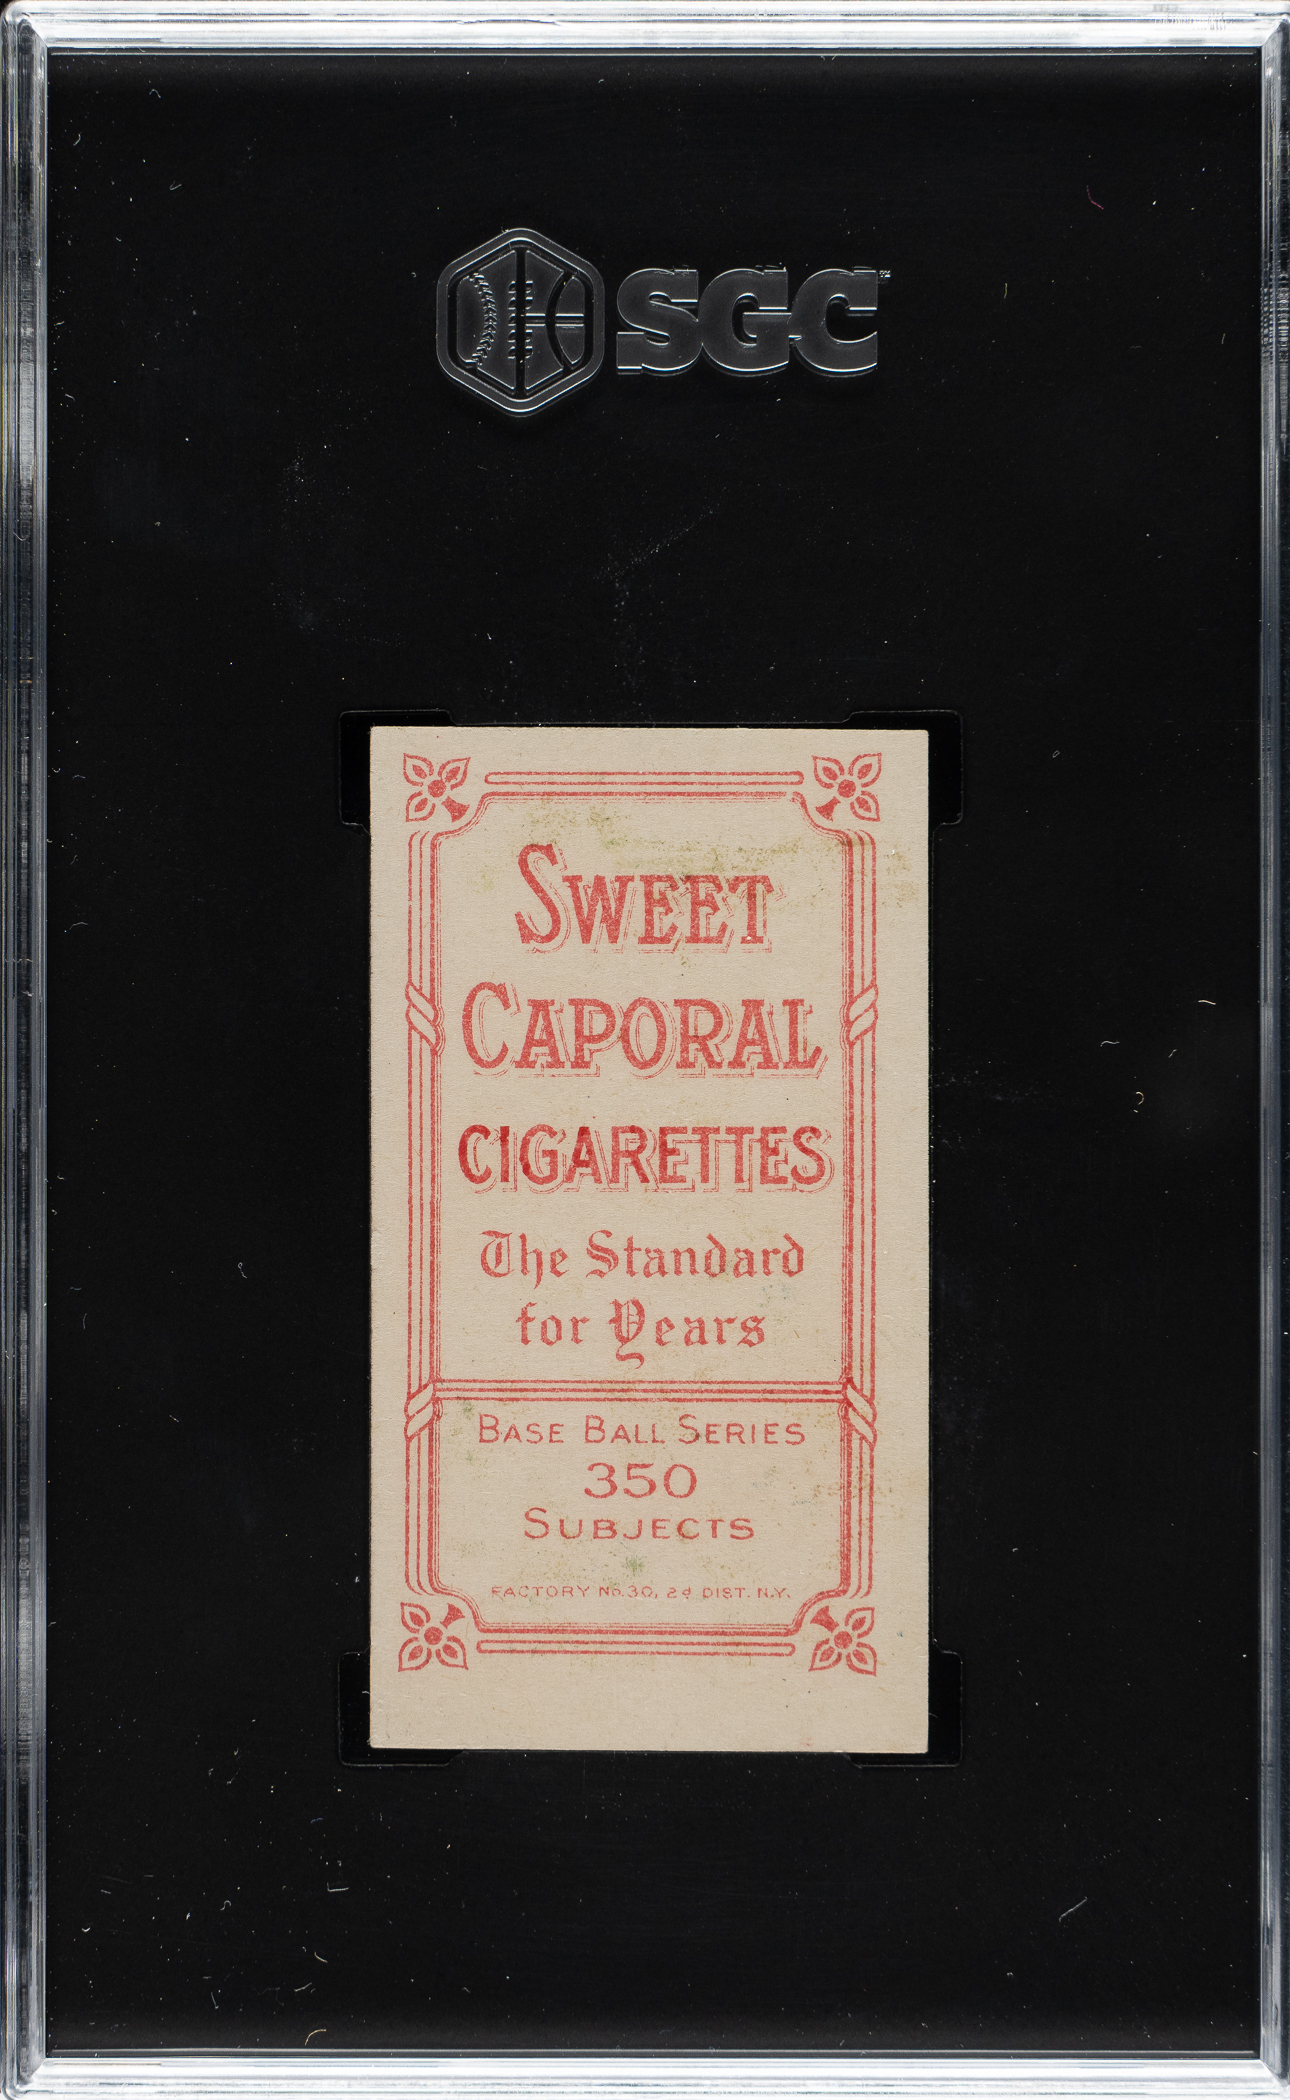 SGC
SWEET
CAPORAL
CIGARETTES
The Standard
for Years
BASE BALL SERIES
350
SUBJECTS
FACTORY No. 30, 2d DIST. N.Y.